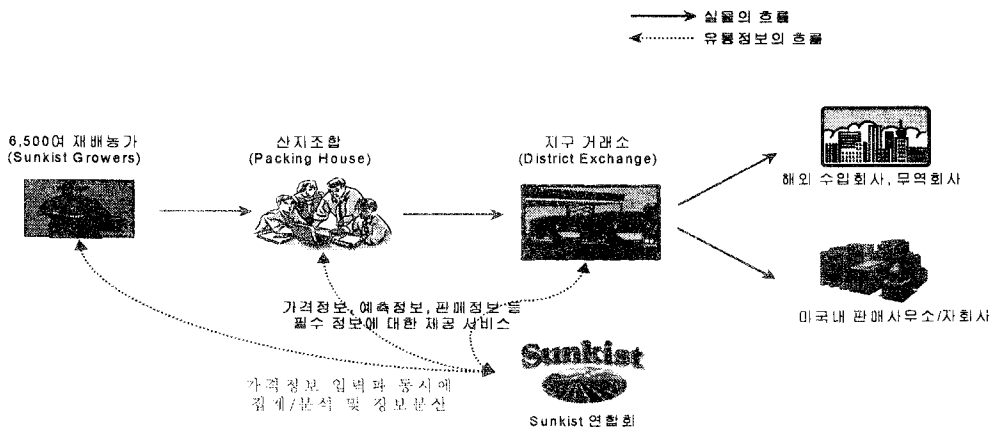 실물의 흐름
유통정보의 흐름
6,500여 재배농가
(Sunkist Growers)
산지조합
(Packing House)
지구 거래소
(District Exchange)
해외 수입회사, 무역회사
미국내 판매사무소/자회사
가격정보, 예측정보, 판매정보 등
필수 정보에 대한 제공 서비스
가격정보 입력과 동시에
집계/분석 및 정보분산
Sunkist
Sunkist 연합회